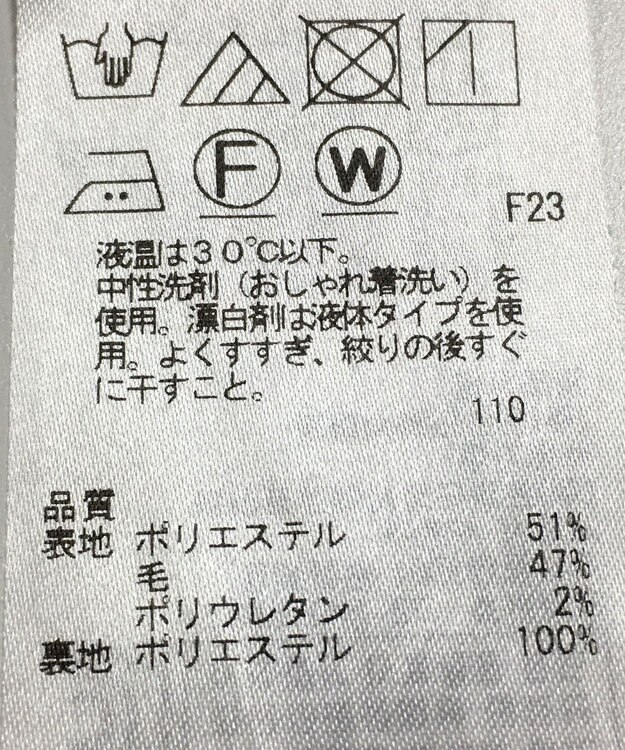 F W
F23
液温は30℃以下。
中性洗剤（おしゃれ着洗い）を
使用。漂白剤は液体タイプを使
用。よくすすぎ、絞りの後すぐ
に干すこと。
110
品質
表地 ポリエステル 51%
毛 47%
ポリウレタン 2%
裏地 ポリエステル 100%